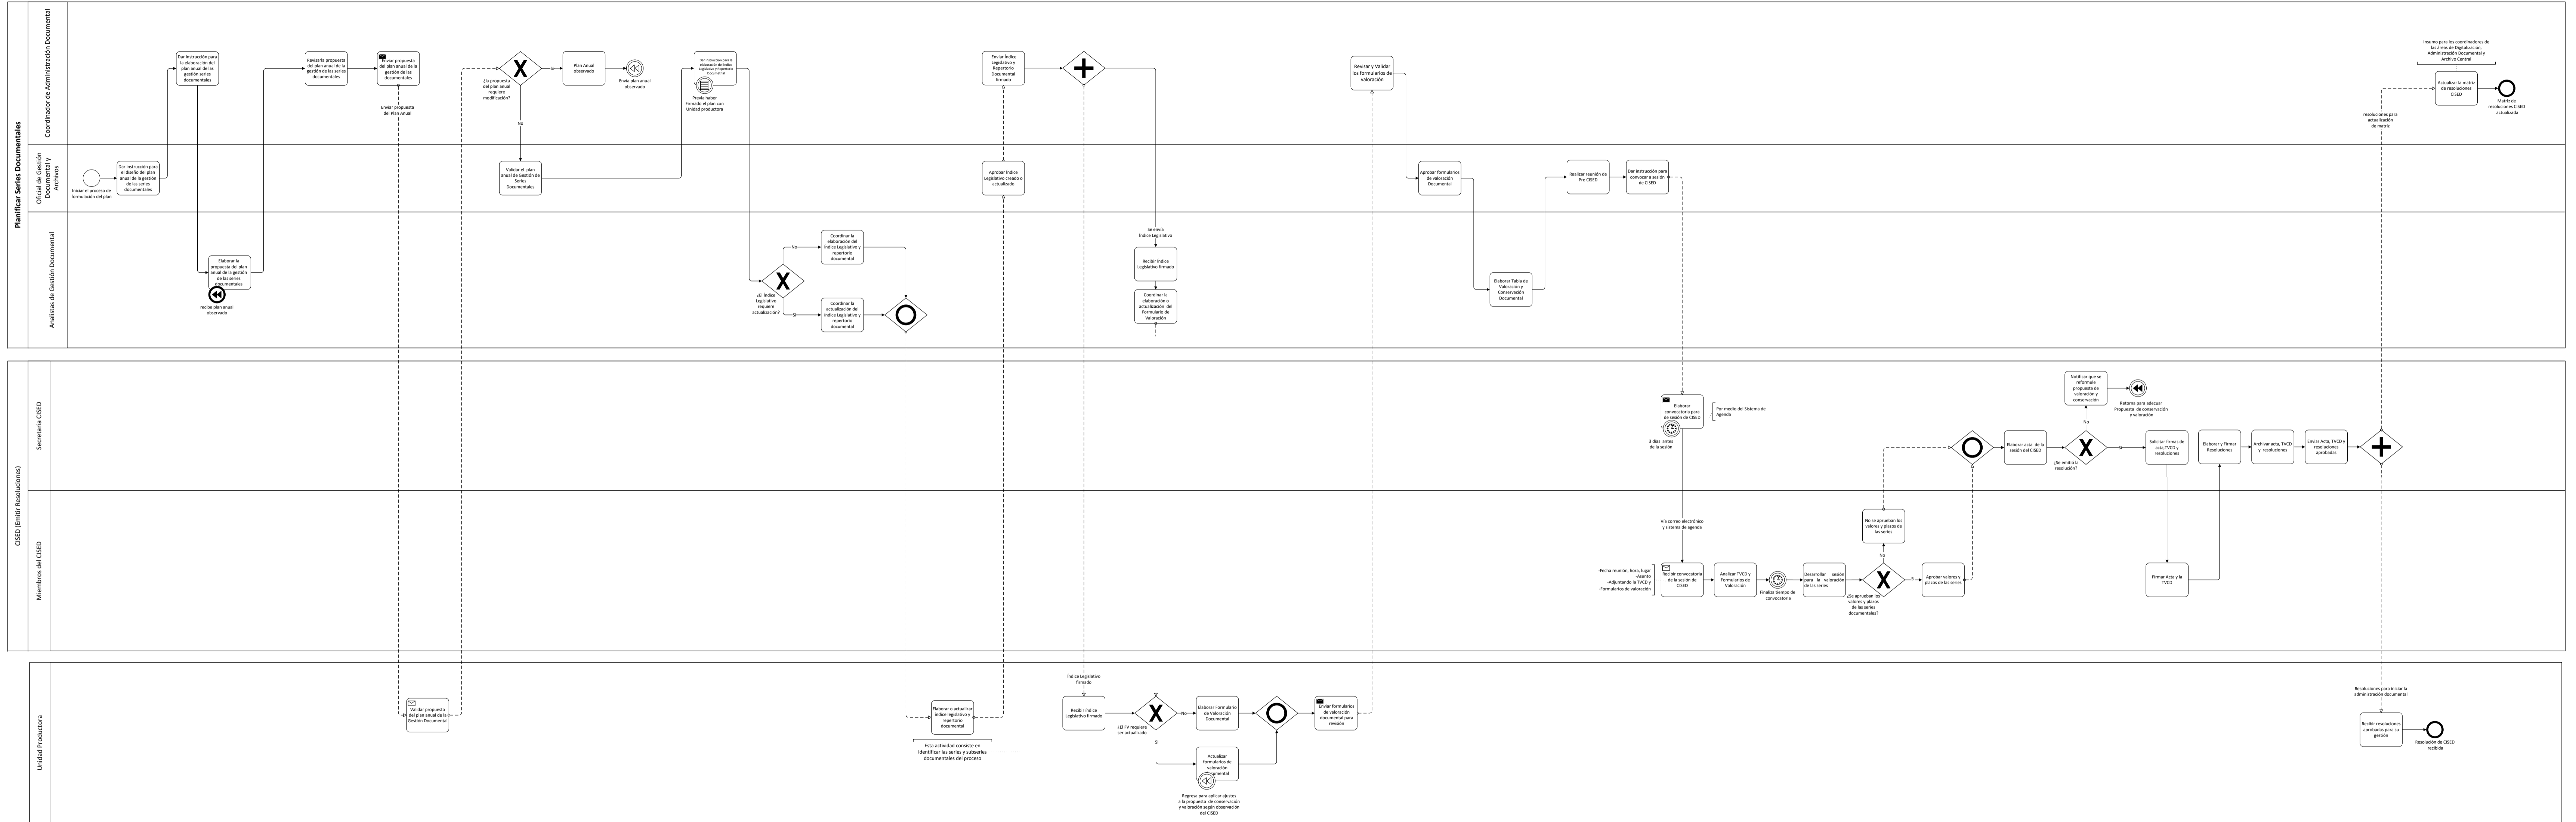 Planificar Series Documentales
Coordinador de Administración Documental
Dar instrucción para
la elaboración del
plan anual de las
gestión series
documentales
Revisarla propuesta
del plan anual de la
gestión de las series
documentales
Enviar propuesta
del plan anual de la
gestión de las
documentales
Enviar propuesta
del Plan Anual
¿la propuesta
del plan anual
requiere
modificación?
Si
No
Plan Anual
observado
Envía plan anual
observado
Dar instrucción para la
elaboración del Índice
Legislativo y Repertorio
Documental
Previa haber
Firmado el plan con
Unidad productora
Enviar Índice
Legislativo y
Repertorio
Documental
firmado
Revisar y Validar
los formularios de
valoración
Insumo para los coordinadores de
las áreas de Digitalización,
Administración Documental y
Archivo Central
Actualizar la matriz
de resoluciones
CISED
Matriz de
resoluciones CISED
actualizada
resoluciones para
actualización
de matriz
Oficial de Gestión
Documental y
Archivos
Iniciar el proceso de
formulación del plan
Dar instrucción para
el diseño del plan
anual de la gestión
de las series
documentales
Validar el plan
anual de Gestión de
Series
Documentales
Aprobar Índice
Legislativo creado o
actualizado
Aprobar formularios
de valoración
Documental
Realizar reunión de
Pre CISED
Dar instrucción para
convocar a sesión
de CISED
Analistas de Gestión Documental
Elaborar la
propuesta del plan
anual de la gestión
de las series
documentales
recibe plan anual
observado
¿El Índice
Legislativo
requiere
actualización?
No
Si
Coordinar la
elaboración del
Índice Legislativo y
repertorio
documental
Coordinar la
actualización del
índice Legislativo y
repertorio
documental
Se envía
Índice Legislativo
Recibir Índice
Legislativo firmado
Coordinar la
elaboración o
actualización del
Formulario de
Valoración
Elaborar Tabla de
Valoración y
Conservación
Documental
CISED (Emitir Resoluciones)
Secretaria CISED
Elaborar
convocatoria para
de sesión de CISED
3 días antes
de la sesión
Por medio del Sistema de
Agenda
Elaborar acta de la
sesión del CISED
¿Se emitió la
resolución?
No
Si
Notificar que se
reformule
propuesta de
valoración y
conservación
Retorna para adecuar
Propuesta de conservación
y valoración
Solicitar firmas de
acta,TVCD y
resoluciones
Elaborar y Firmar
Resoluciones
Archivar acta, TVCD
y resoluciones
Enviar Acta, TVCD y
resoluciones
aprobadas
Miembros del CISED
Vía correo electrónico
y sistema de agenda
-Fecha reunión, hora, lugar
-Asunto
-Adjuntando la TVCD y
-Formularios de valoración
Recibir convocatoria
de la sesión de
CISED
Analizar TVCD y
Formularios de
Valoración
Finaliza tiempo de
convocatoria
Desarrollar sesión
para la valoración
de las series
¿Se aprueban los
valores y plazos
de las series
documentales?
No
Si
No se aprueban los
valores y plazos de
las series
Aprobar valores y
plazos de las series
Firmar Acta y la
TVCD
Unidad Productora
Validar propuesta
del plan anual de la
Gestión Documental
Elaborar o actualizar
índice legislativo y
repertorio
documental
Esta actividad consiste en
identificar las series y subseries
documentales del proceso
Índice Legislativo
firmado
Recibir índice
Legislativo firmado
¿El FV requiere
ser actualizado
No
Si
Elaborar Formulario
de Valoración
Documental
Actualizar
formularios de
valoración
Regresa para aplicar ajustes
a la propuesta de conservación
y valoración según observación
del CISED
Enviar formularios
de valoración
documental para
revisión
Resoluciones para iniciar la
administración documental
Recibir resoluciones
aprobadas para su
gestión
Resolución de CISED
recibida